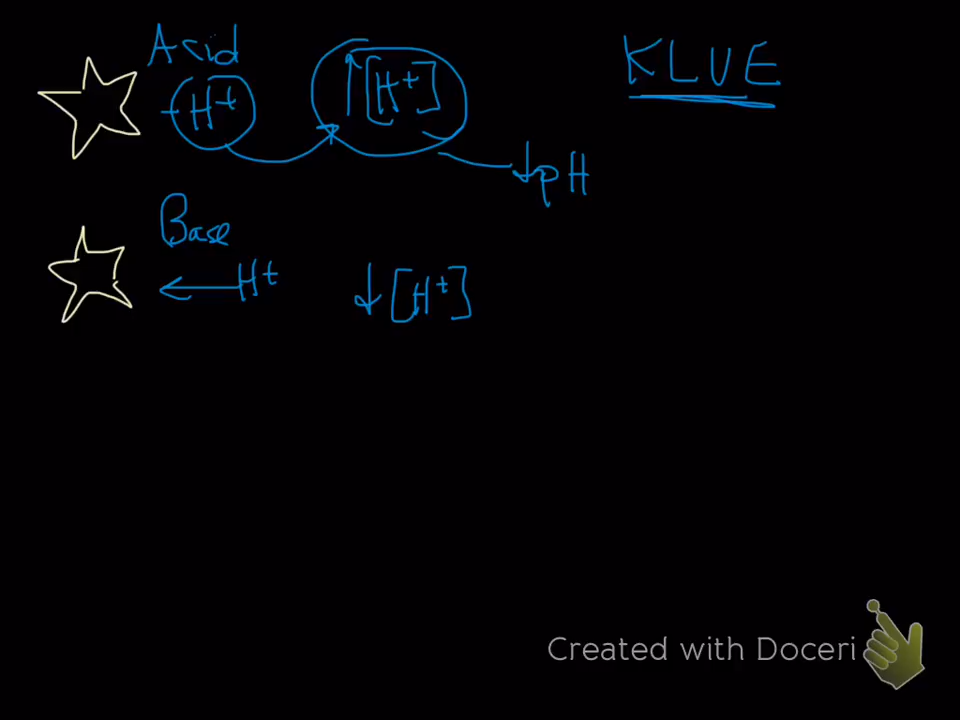 Acid
+H+
↑[H+]
KLUE
↓pH
Base
←H+
↓[H+]
Created with Doceri